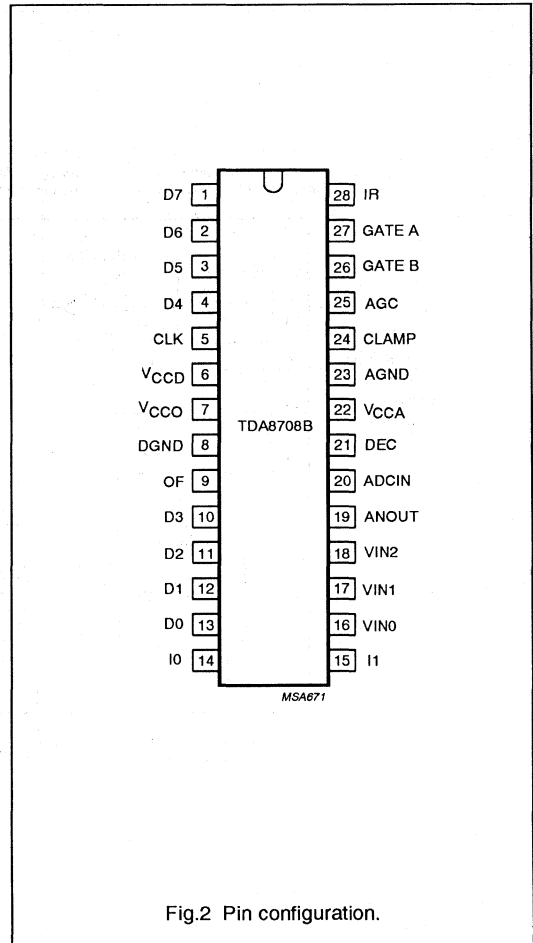 D7 1 28 IR
D6 2 27 GATE A
D5 3 26 GATE B
D4 4 25 AGC
CLK 5 24 CLAMP
VCCD 6 23 AGND
VCCO 7 22 VCCA
TDA8708B
DGND 8 21 DEC
OF 9 20 ADCIN
D3 10 19 ANOUT
D2 11 18 VIN2
D1 12 17 VIN1
D0 13 16 VIN0
I0 14 15 I1
MSA671
Fig.2 Pin configuration.